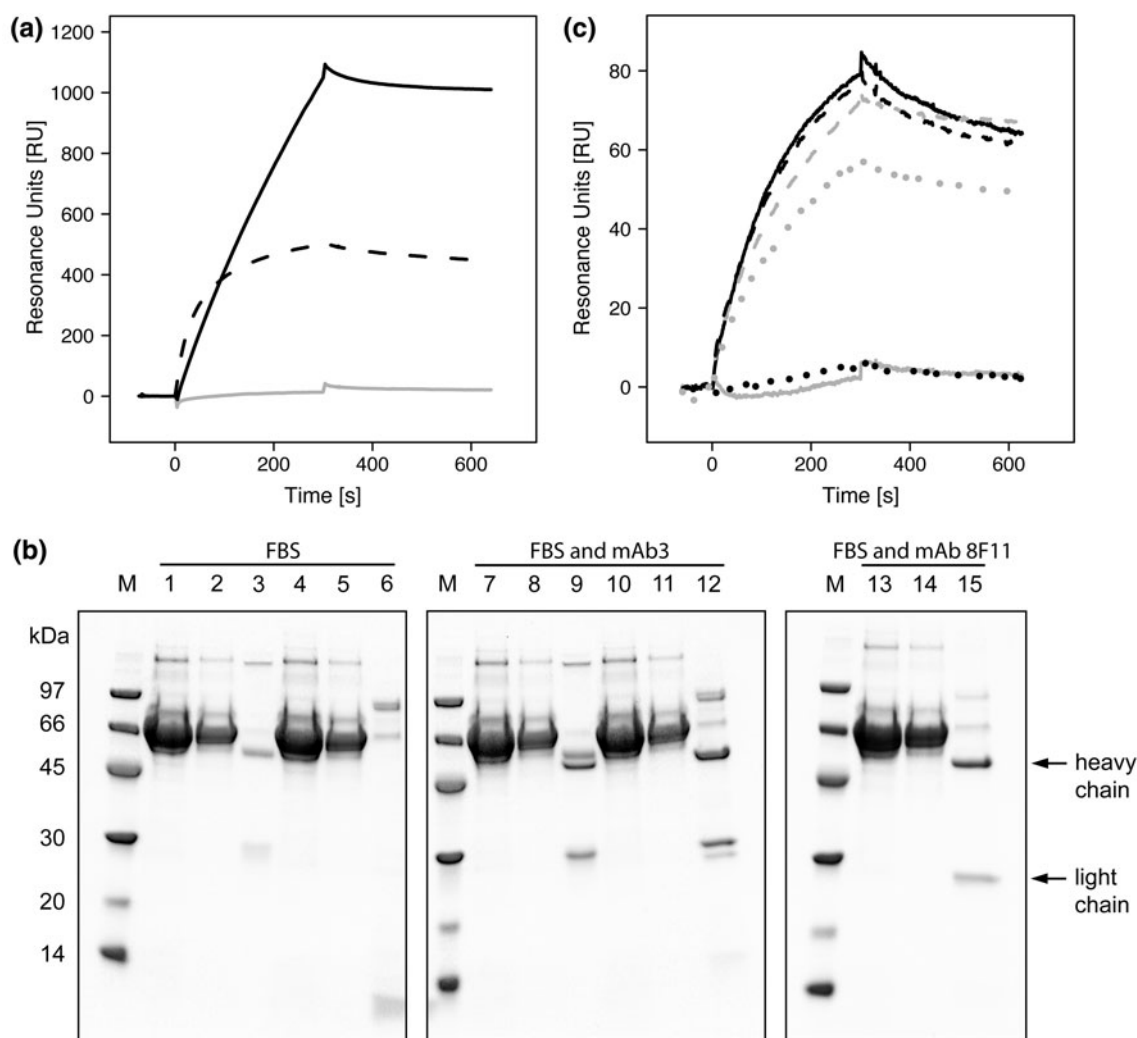 (a)
1200
1000
800
600
400
200
0
Resonance Units [RU]
0 200 400 600
Time [s]
(c)
80
60
40
20
0
Resonance Units [RU]
0 200 400 600
Time [s]
(b)
FBS
M 1 2 3 4 5 6
kDa
97
66
45
30
20
14
FBS and mAb3
M 7 8 9 10 11 12
FBS and mAb 8F11
M 13 14 15
heavy
chain
light
chain